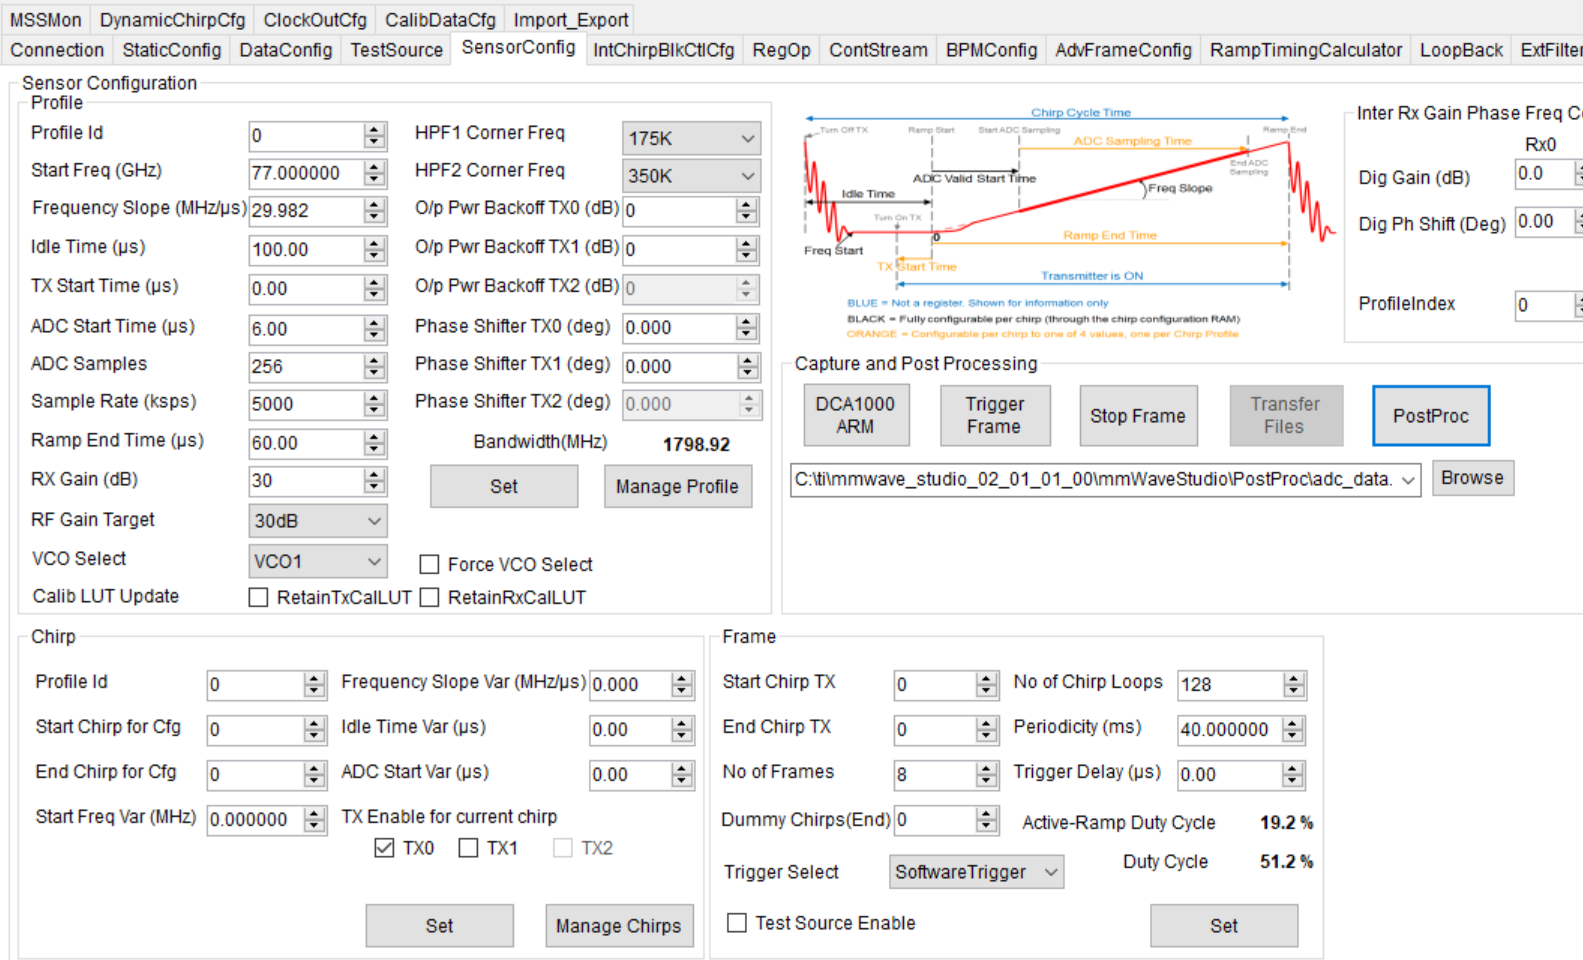 MSSMon DynamicChirpCfg ClockOutCfg CalibDataCfg Import_Export
Connection StaticConfig DataConfig TestSource SensorConfig IntChirpBlkCtlCfg RegOp ContStream BPMConfig AdvFrameConfig RampTimingCalculator LoopBack ExtFilter
Sensor Configuration
Profile
Profile Id 0 HPF1 Corner Freq 175K
Start Freq (GHz) 77.000000 HPF2 Corner Freq 350K
Frequency Slope (MHz/µs) 29.982 O/p Pwr Backoff TX0 (dB) 0
Idle Time (µs) 100.00 O/p Pwr Backoff TX1 (dB) 0
TX Start Time (µs) 0.00 O/p Pwr Backoff TX2 (dB) 0
ADC Start Time (µs) 6.00 Phase Shifter TX0 (deg) 0.000
ADC Samples 256 Phase Shifter TX1 (deg) 0.000
Sample Rate (ksps) 5000 Phase Shifter TX2 (deg) 0.000
Ramp End Time (µs) 60.00 Bandwidth(MHz) 1798.92
RX Gain (dB) 30 Set Manage Profile
RF Gain Target 30dB
VCO Select VCO1 Force VCO Select
Calib LUT Update RetainTxCalLUT RetainRxCalLUT
Chirp Cycle Time
Turn Off TX Ramp Start Start ADC Sampling Ramp End
ADC Sampling Time
End ADC
Sampling
ADC Valid Start Time
Freq Slope
Idle Time
Turn On TX
0
Ramp End Time
Freq Start
TX Start Time
Transmitter is ON
BLUE = Not a register. Shown for information only
BLACK = Fully configurable per chirp (through the chirp configuration RAM)
ORANGE = Configurable per chirp to one of 4 values, one per Chirp Profile
Inter Rx Gain Phase Freq C
Rx0
Dig Gain (dB) 0.0
Dig Ph Shift (Deg) 0.00
ProfileIndex 0
Capture and Post Processing
DCA1000
ARM
Trigger
Frame
Stop Frame
Transfer
Files
PostProc
C:\ti\mmwave_studio_02_01_01_00\mmWaveStudio\PostProc\adc_data. Browse
Chirp
Profile Id 0 Frequency Slope Var (MHz/µs) 0.000
Start Chirp for Cfg 0 Idle Time Var (µs) 0.00
End Chirp for Cfg 0 ADC Start Var (µs) 0.00
Start Freq Var (MHz) 0.000000 TX Enable for current chirp
TX0 TX1 TX2
Set Manage Chirps
Frame
Start Chirp TX 0 No of Chirp Loops 128
End Chirp TX 0 Periodicity (ms) 40.000000
No of Frames 8 Trigger Delay (µs) 0.00
Dummy Chirps(End) 0 Active-Ramp Duty Cycle 19.2 %
Duty Cycle 51.2 %
Trigger Select SoftwareTrigger
Test Source Enable Set